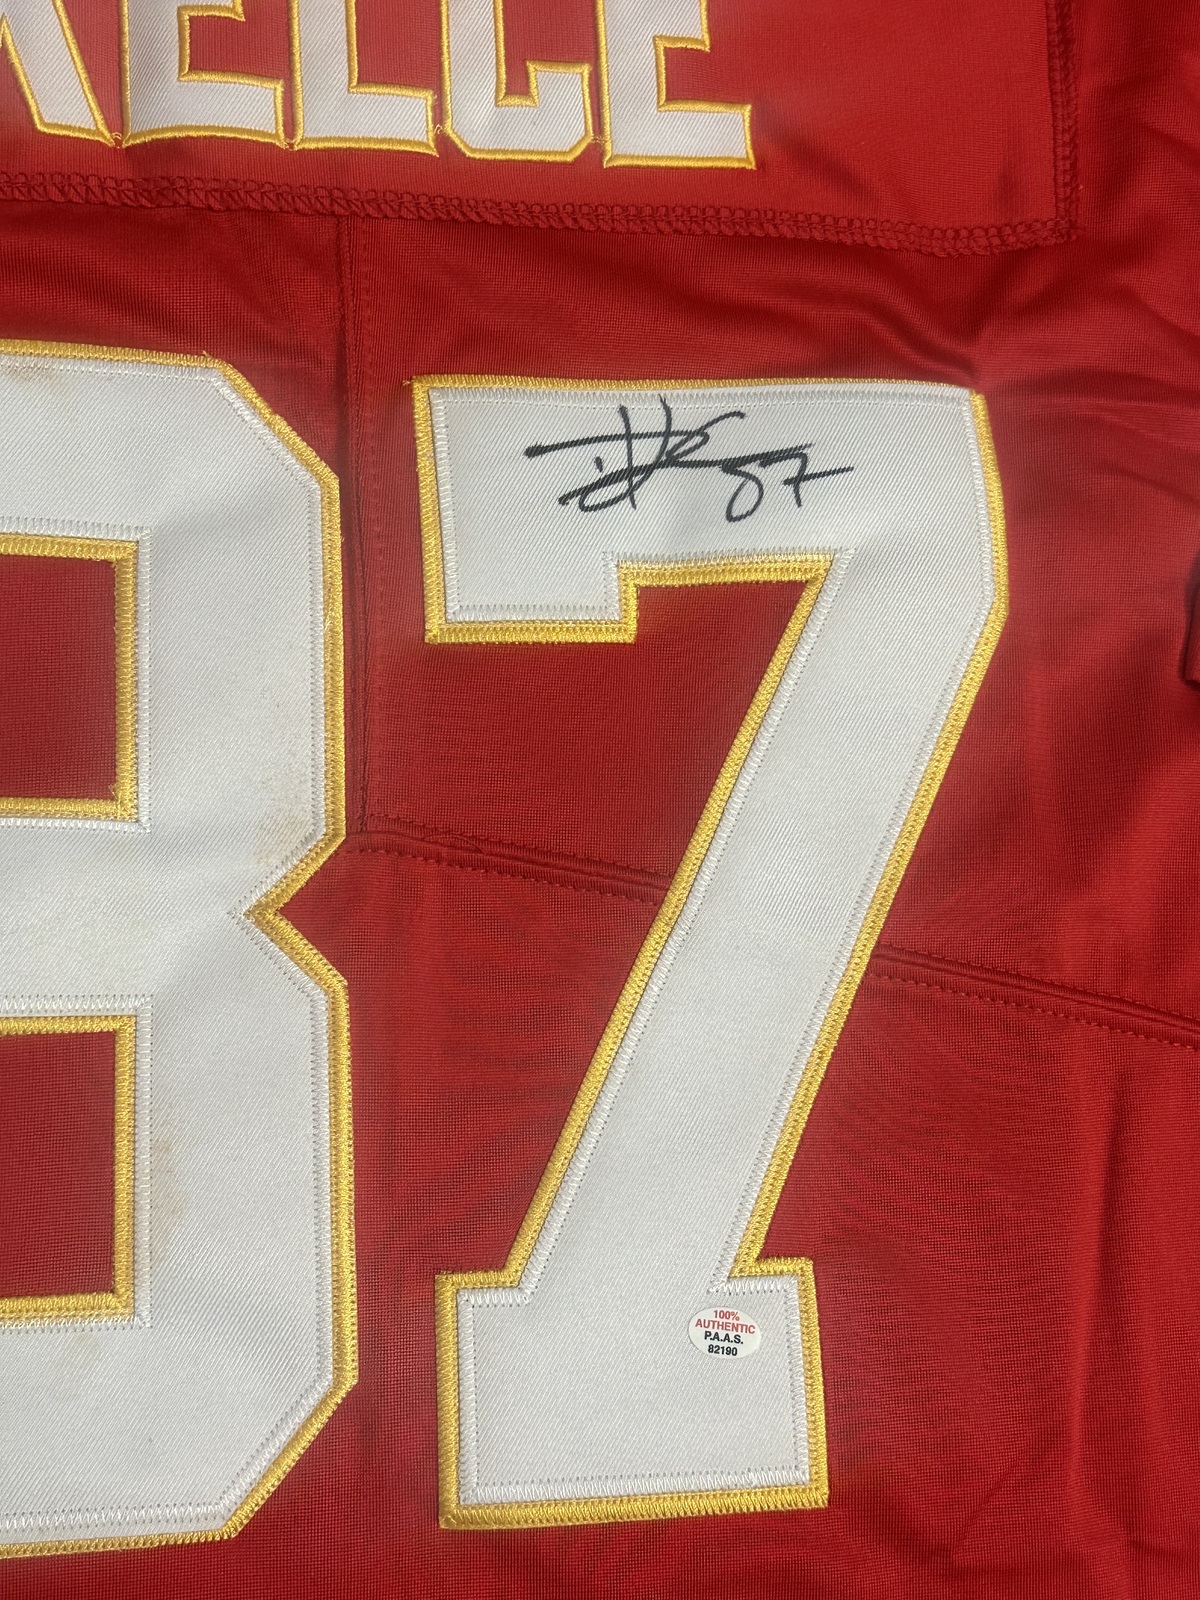 KELCE
87
87
100%
AUTHENTIC
P.A.A.S.
82190